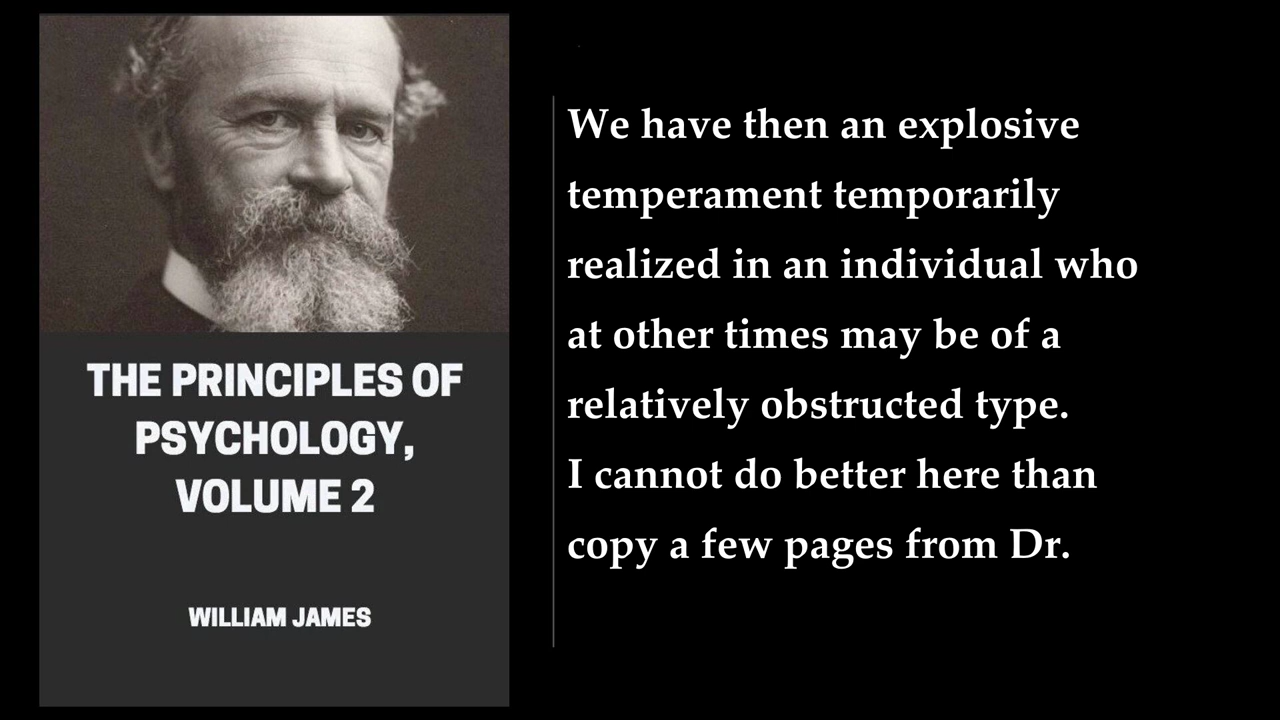 THE PRINCIPLES OF
PSYCHOLOGY,
VOLUME 2
WILLIAM JAMES
We have then an explosive
temperament temporarily
realized in an individual who
at other times may be of a
relatively obstructed type.
I cannot do better here than
copy a few pages from Dr.